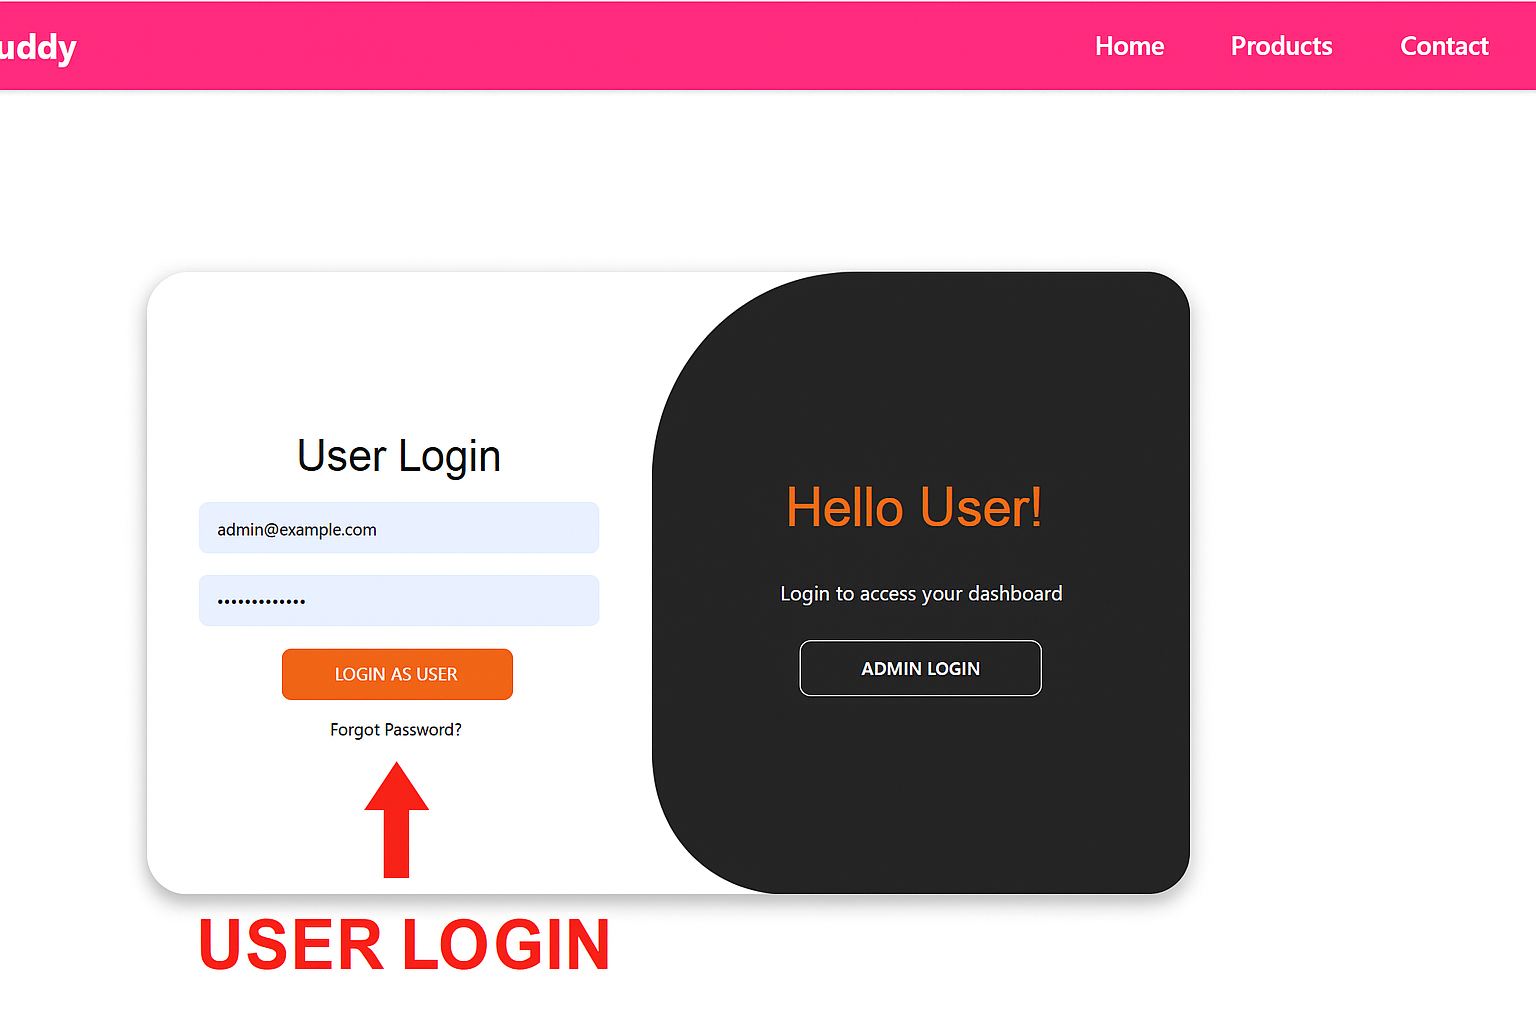 uddy
Home Products Contact
User Login
admin@example.com
•••••••••••••
LOGIN AS USER
Forgot Password?
Hello User!
Login to access your dashboard
ADMIN LOGIN
USER LOGIN